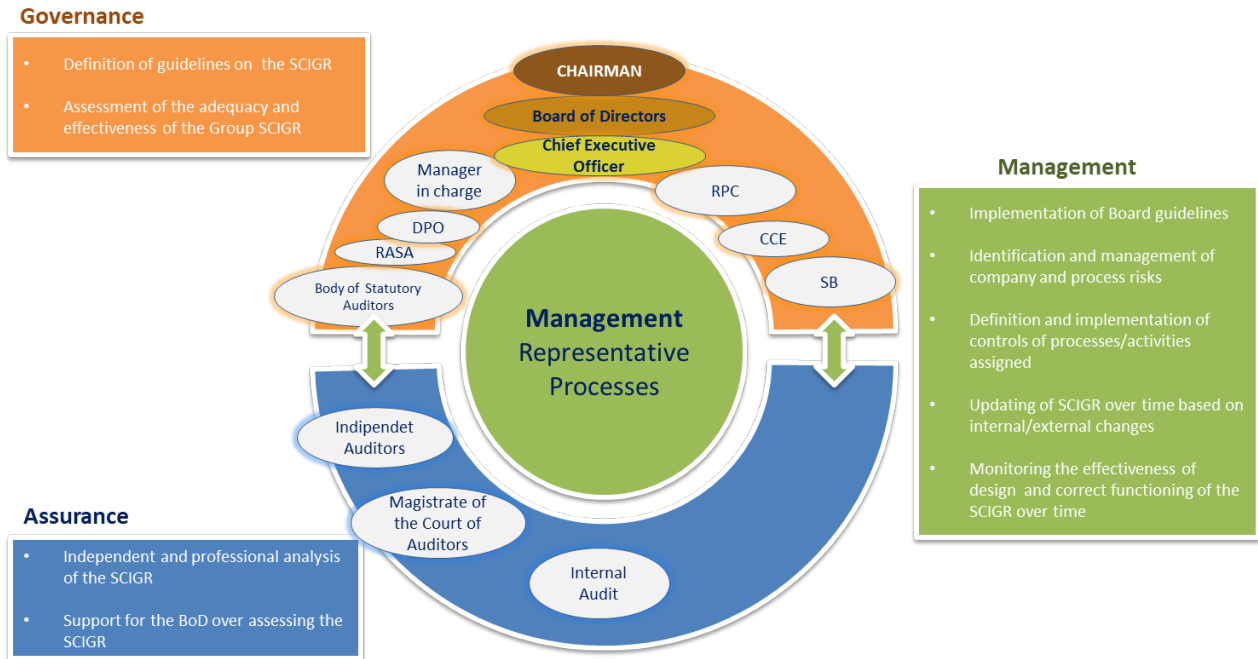 Governance
• Definition of guidelines on the SCIGR
• Assessment of the adequacy and
effectiveness of the Group SCIGR
CHAIRMAN
Board of Directors
Chief Executive
Officer
Manager
in charge
DPO
RASA
Body of Statutory
Auditors
RPC
CCE
SB
Management
Representative
Processes
Management
• Implementation of Board guidelines
• Identification and management of
company and process risks
• Definition and implementation of
controls of processes/activities
assigned
• Updating of SCIGR over time based on
internal/external changes
• Monitoring the effectiveness of
design and correct functioning of the
SCIGR over time
Indipendet
Auditors
Magistrate of
the Court of
Auditors
Internal
Audit
Assurance
• Independent and professional analysis
of the SCIGR
• Support for the BoD over assessing the
SCIGR